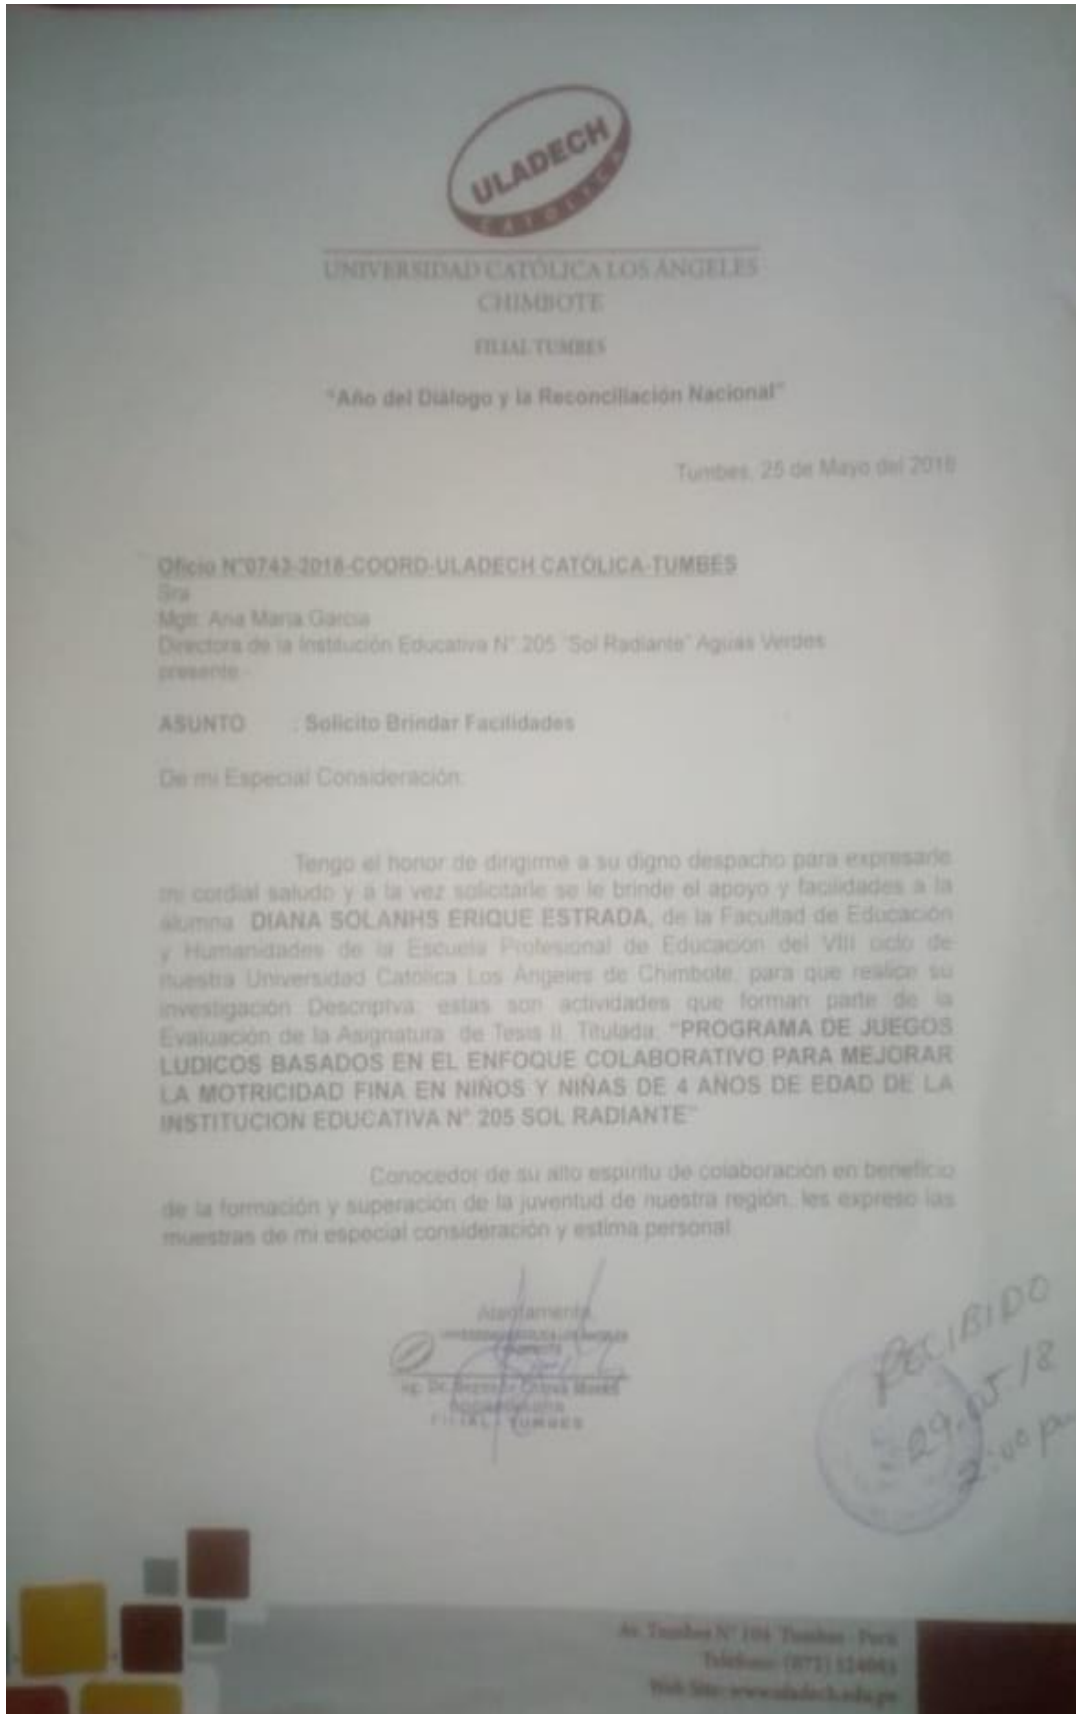 ULADECH
CATOLICA
UNIVERSIDAD CATÓLICA LOS ANGELES
CHIMBOTE
FILIAL TUMBES
"Año del Diálogo y la Reconciliación Nacional"
Tumbes, 25 de Mayo del 2018
Oficio N°0743-2018-COORD-ULADECH CATÓLICA-TUMBES
Sra
Mgtr. Ana Maria Garcia
Directora de la Institución Educativa N° 205 "Sol Radiante" Aguas Verdes
presente.-
ASUNTO : Solicito Brindar Facilidades
De mi Especial Consideración:
Tengo el honor de dirigirme a su digno despacho para expresarle
mi cordial saludo y a la vez solicitarle se le brinde el apoyo y facilidades a la
alumna DIANA SOLANHS ERIQUE ESTRADA, de la Facultad de Educación
y Humanidades de la Escuela Profesional de Educación del VIII ciclo de
nuestra Universidad Católica Los Ángeles de Chimbote, para que realice su
investigación Descriptva, estas son actividades que forman parte de la
Evaluación de la Asignatura de Tesis II, Titulada, "PROGRAMA DE JUEGOS
LUDICOS BASADOS EN EL ENFOQUE COLABORATIVO PARA MEJORAR
LA MOTRICIDAD FINA EN NIÑOS Y NIÑAS DE 4 AÑOS DE EDAD DE LA
INSTITUCION EDUCATIVA N° 205 SOL RADIANTE"
Conocedor de su alto espíritu de colaboración en beneficio
de la formación y superación de la juventud de nuestra región, les expreso las
muestras de mi especial consideración y estima personal.
Atentamente,
FILIAL - TUMBES
RECIBIDO
29.05.18
2:00 pm
Av. Tumbes N° 104 Tumbes - Perú
Teléfono: (072)
Web Site: www.uladech.edu.pe